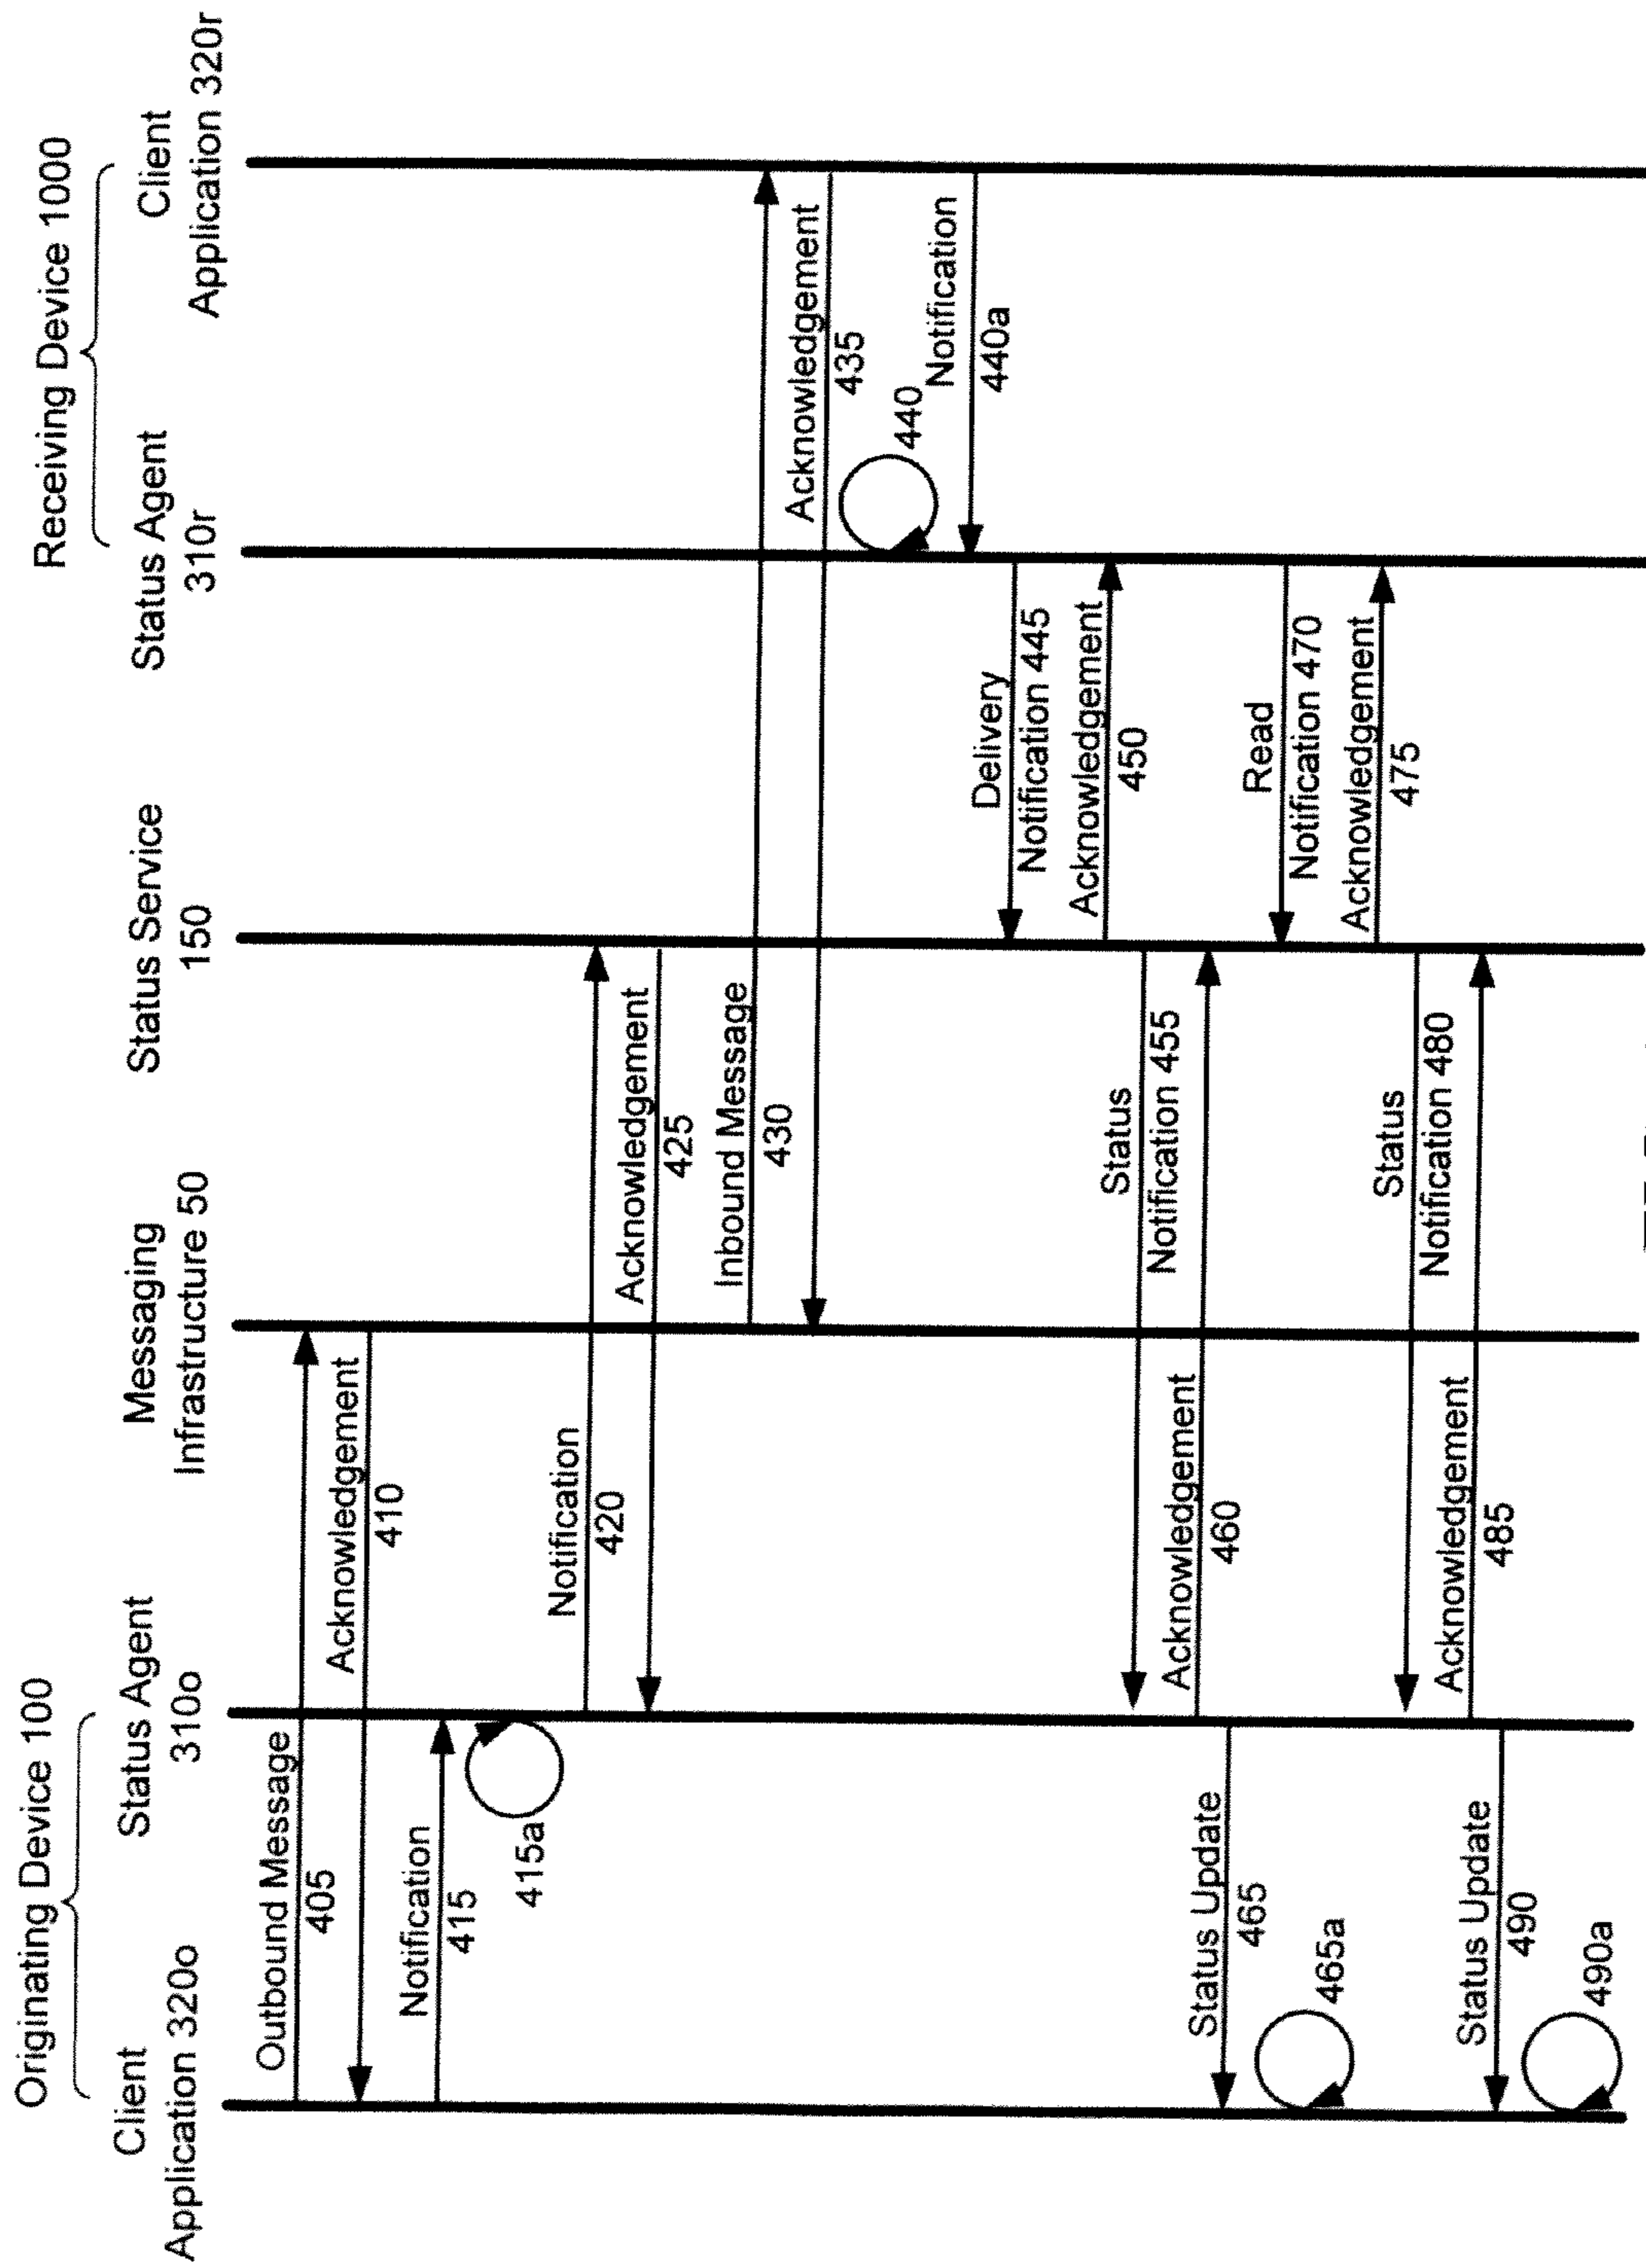 Originating Device 100
Receiving Device 1000
Client
Application 320o
Status Agent
310o
Messaging
Infrastructure 50
Status Service
150
Status Agent
310r
Client
Application 320r
Outbound Message
405
Acknowledgement
410
Notification
415
415a
Notification
420
Acknowledgement
425
Inbound Message
430
Acknowledgement
435
440
Notification
440a
Delivery
Notification 445
Acknowledgement
450
Status
Notification 455
Acknowledgement
460
Status Update
465
465a
Read
Notification 470
Acknowledgement
475
Status
Notification 480
Acknowledgement
485
Status Update
490
490a